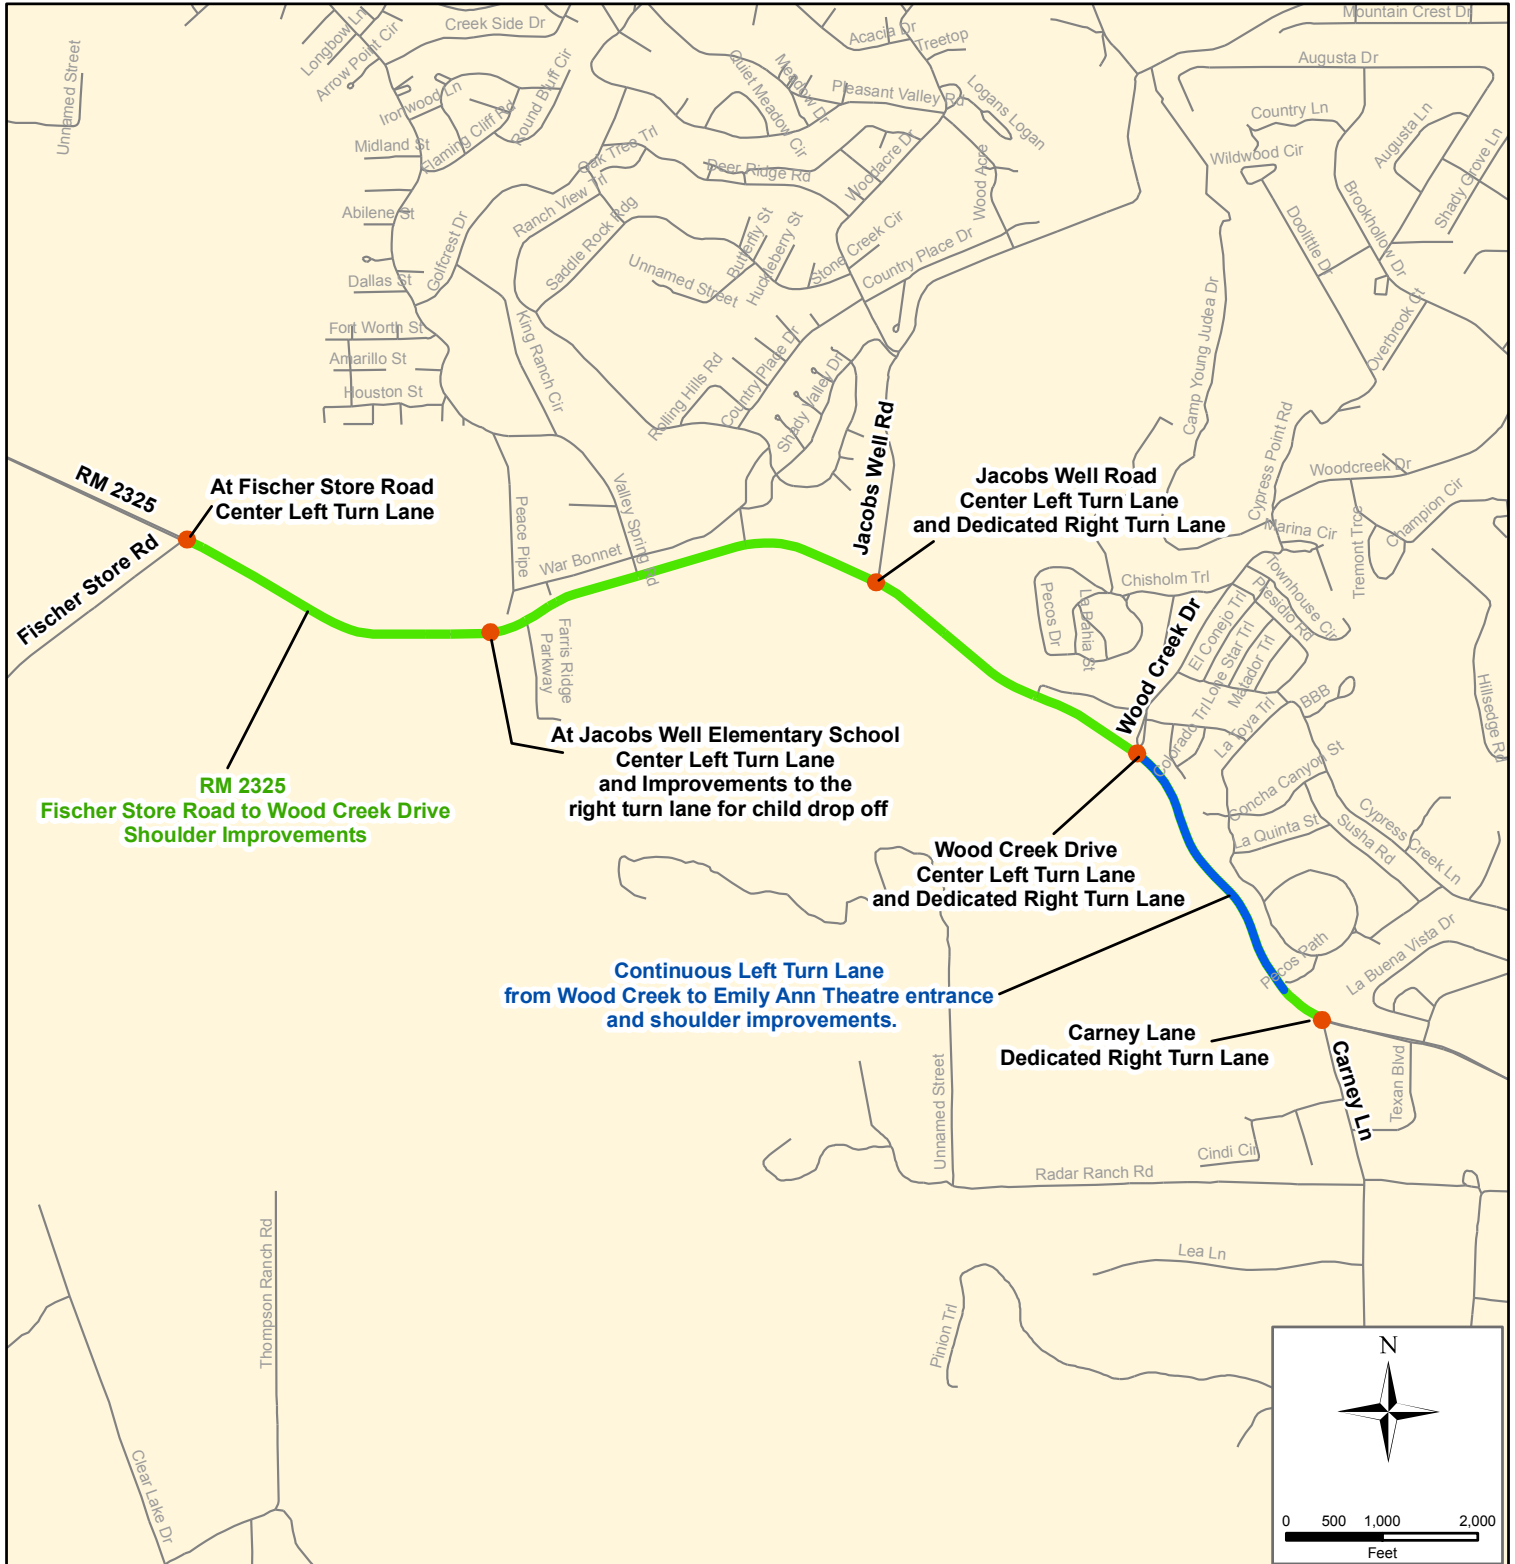 Mountain Crest Dr
Longbow Ln
Creek Side Dr
Acacia Dr
Treetop
Unnamed Street
Arrow Point Cir
Round Bluff Cir
Quiet Meadow Cir
Meadow Dr
Augusta Dr
Ironwood Ln
Flaming Cliff Rd
Pleasant Valley Rd
Logans Logan
Country Ln
Augusta Ln
Midland St
Oak Tree Trl
Deer Ridge Rd
Woodacre Dr
Wood Acre
Wildwood Cir
Shady Grove Ln
Abilene St
Golfcrest Dr
Ranch View Trl
Saddle Rock Rdg
Butterfly St
Huckleberry St
Stone Creek Cir
Country Place Dr
Doolittle Dr
Brookhollow Dr
Dallas St
Unnamed Street
Camp Young Judea Dr
Overbrook Ct
Fort Worth St
King Ranch Cir
Amarillo St
Rolling Hills Rd
Country Place Dr
Shady Valley Dr
Houston St
Jacobs Well Rd
Cypress Point Rd
Woodcreek Dr
RM 2325
At Fischer Store Road
Center Left Turn Lane
Peace Pipe
Valley Spring Rd
Jacobs Well Road
Center Left Turn Lane
and Dedicated Right Turn Lane
Marina Cir
Tremont Trce
Champion Cir
Fischer Store Rd
War Bonnet
Pecos Dr
La Bahia St
Chisholm Trl
Townhouse Cir
Presidio Rd
El Conejo Trl
Lone Star Trl
Matador Trl
Farris Ridge
Parkway
Wood Creek Dr
Colorado Trl
La Toya Trl
BBB
Hillsedge Rd
At Jacobs Well Elementary School
Center Left Turn Lane
and Improvements to the
right turn lane for child drop off
RM 2325
Fischer Store Road to Wood Creek Drive
Shoulder Improvements
Concha Canyon St
La Quinta St
Susha Rd
Cypress Creek Ln
Wood Creek Drive
Center Left Turn Lane
and Dedicated Right Turn Lane
Continuous Left Turn Lane
from Wood Creek to Emily Ann Theatre entrance
and shoulder improvements.
Pecos Path
La Buena Vista Dr
Carney Lane
Dedicated Right Turn Lane
Carney Ln
Texan Blvd
Unnamed Street
Cindi Cir
Radar Ranch Rd
Thompson Ranch Rd
Lea Ln
Pinion Trl
Clear Lake Dr
N
0 500 1,000 2,000
Feet